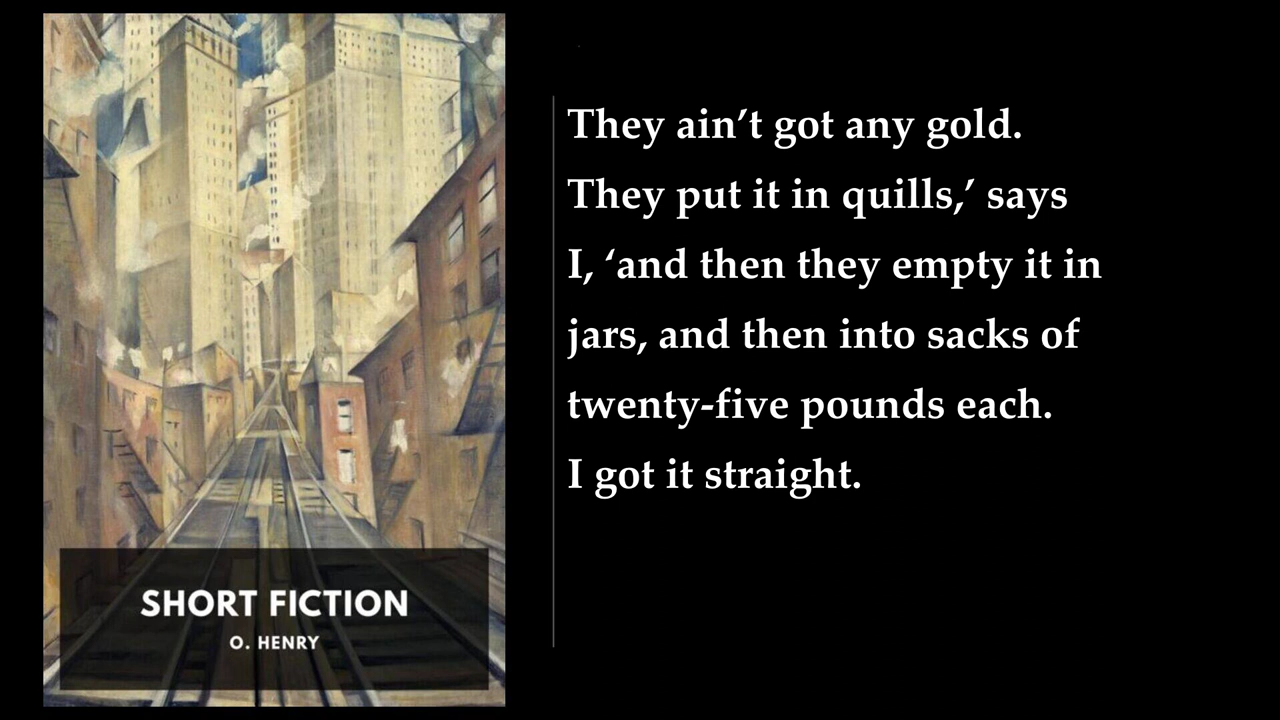 SHORT FICTION
O. HENRY
They ain’t got any gold.
They put it in quills,’ says
I, ‘and then they empty it in
jars, and then into sacks of
twenty-five pounds each.
I got it straight.